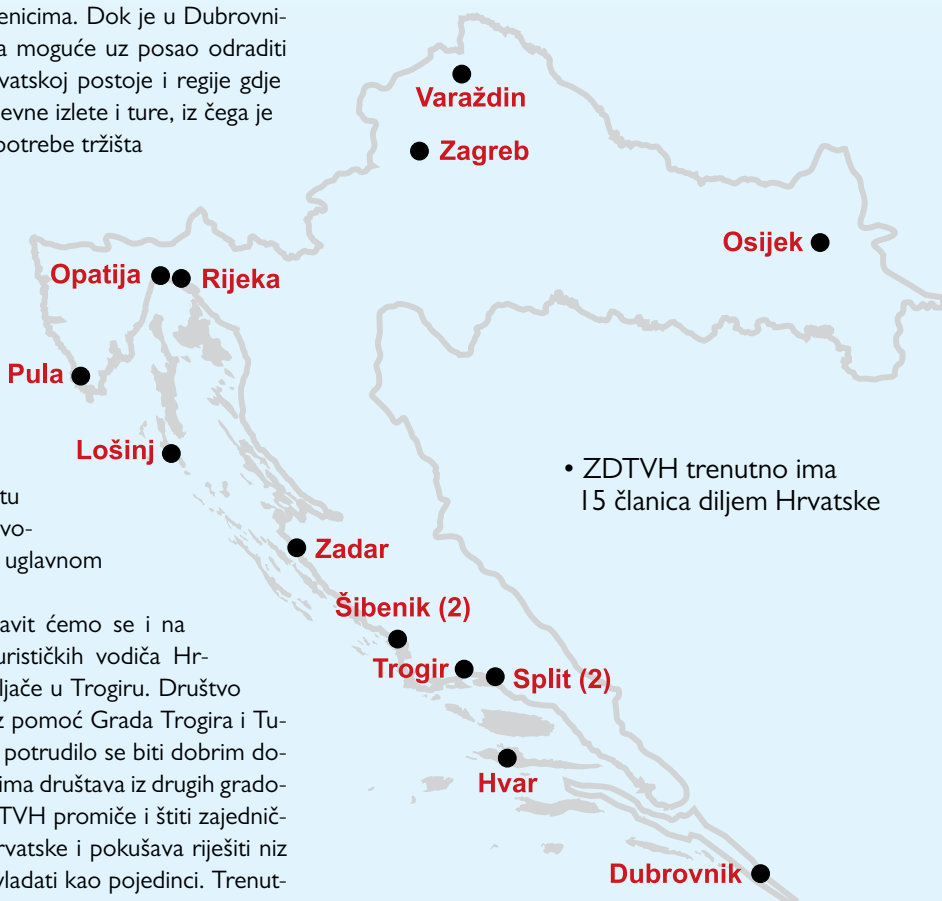 enicima. Dok je u Dubrovni-
a moguće uz posao odraditi
vatskoj postoje i regije gdje
evne izlete i ture, iz čega je
potrebe tržišta
Varaždin
Zagreb
Osijek
Opatija
Rijeka
Pula
Lošinj
• ZDTVH trenutno ima
15 članica diljem Hrvatske
tu
vo-
uglavnom
Zadar
Šibenik (2)
Trogir
Split (2)
Hvar
Dubrovnik
avit ćemo se i na
urističkih vodiča Hr-
ljače u Trogiru. Društvo
z pomoć Grada Trogira i Tu-
potrudilo se biti dobrim do-
ima društava iz drugih grado-
TVH promiče i štiti zajednič-
rvatske i pokušava riješiti niz
vladati kao pojedinci. Trenut-